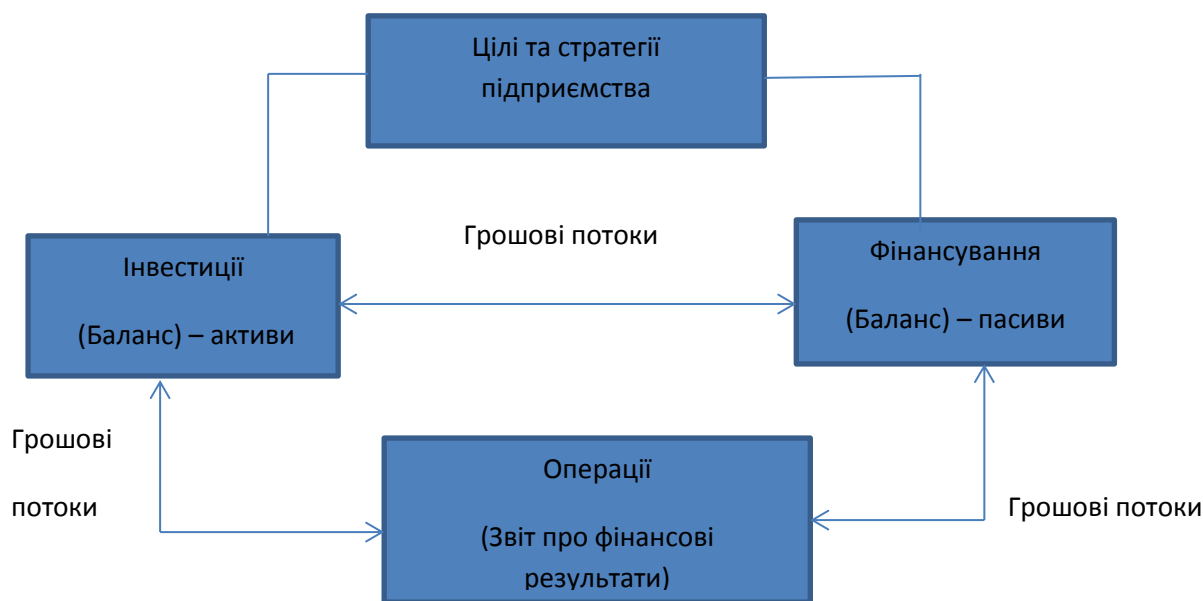 Цілі та стратегії
підприємства
Грошові потоки
Інвестиції
(Баланс) – активи
Фінансування
(Баланс) – пасиви
Грошові
потоки
Операції
(Звіт про фінансові
результати)
Грошові потоки